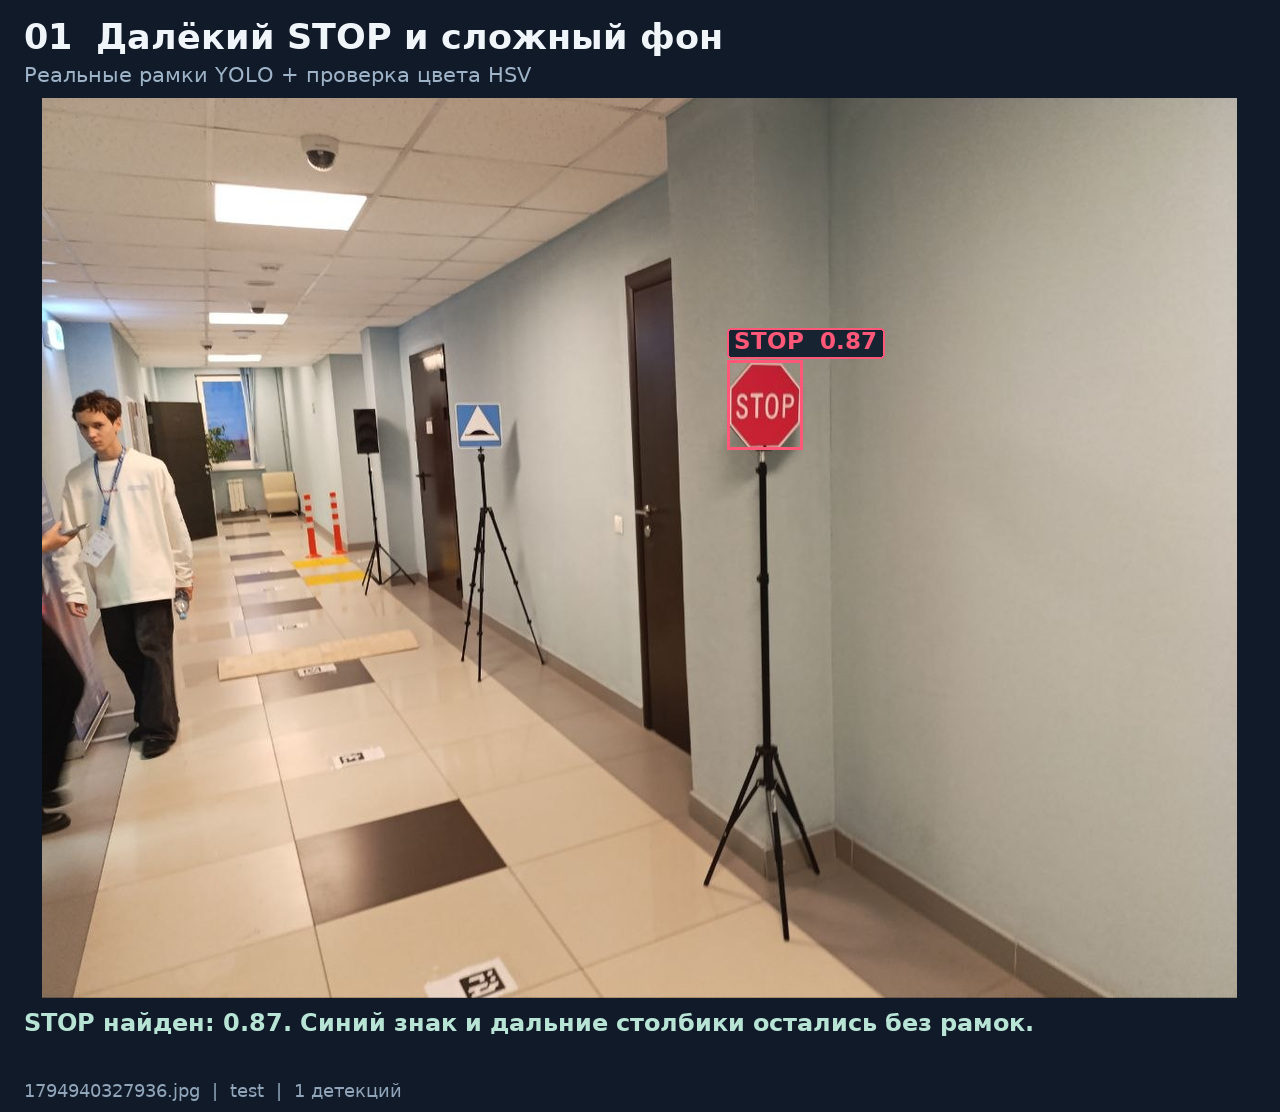 01 Далёкий STOP и сложный фон
Реальные рамки YOLO + проверка цвета HSV
STOP 0.87
STOP
STOP найден: 0.87. Синий знак и дальние столбики остались без рамок.
1794940327936.jpg | test | 1 детекций